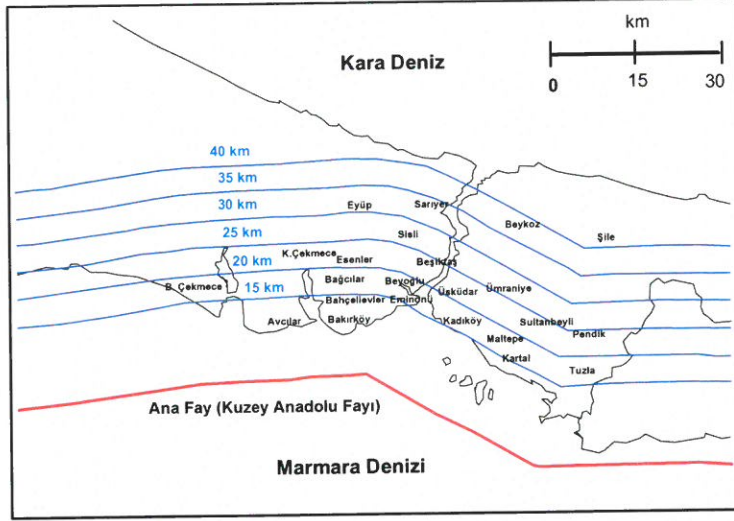 km
Kara Deniz
0 15 30
40 km
35 km
30 km
Eyüp
Sarıyer
Beykoz
25 km
Sisli
Şile
K.Çekmece
Esenler
20 km
Beşiktaş
Bağcılar
Beyoğlu
Ümraniye
B. Çekmece
15 km
Üsküdar
Bahçelievler
Eminönü
Avcılar
Bakırköy
Kadıköy
Sultanbeyli
Pendik
Maltepe
Kartal
Tuzla
Ana Fay (Kuzey Anadolu Fayı)
Marmara Denizi